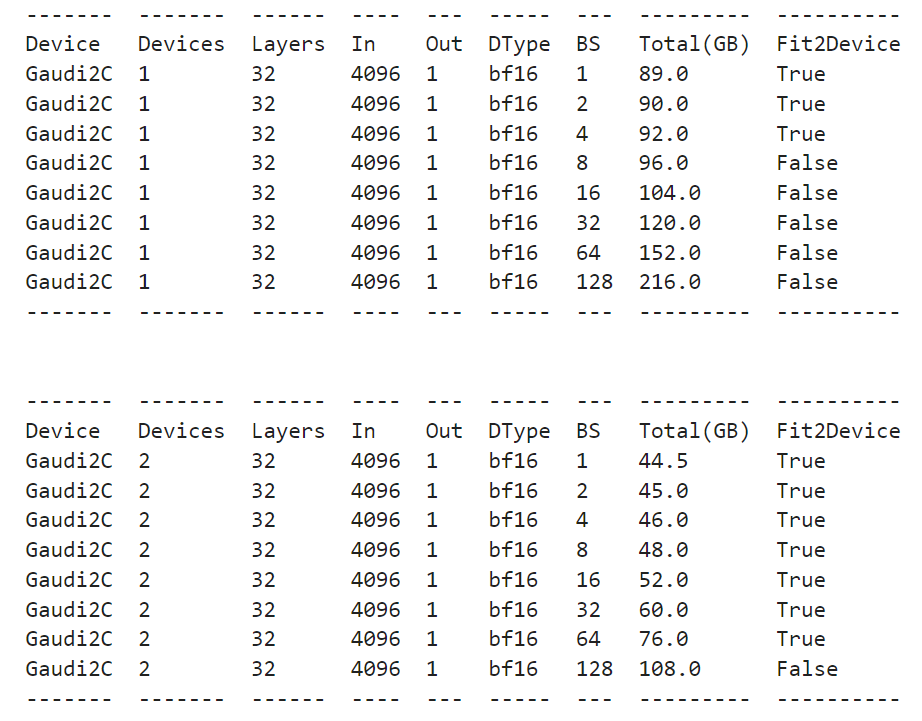 -------  -------  ------  ----  ---  -----  ---  ---------  ----------
Device   Devices  Layers  In    Out  DType  BS   Total(GB)  Fit2Device
Gaudi2C  1        32      4096  1    bf16   1    89.0       True
Gaudi2C  1        32      4096  1    bf16   2    90.0       True
Gaudi2C  1        32      4096  1    bf16   4    92.0       True
Gaudi2C  1        32      4096  1    bf16   8    96.0       False
Gaudi2C  1        32      4096  1    bf16   16   104.0      False
Gaudi2C  1        32      4096  1    bf16   32   120.0      False
Gaudi2C  1        32      4096  1    bf16   64   152.0      False
Gaudi2C  1        32      4096  1    bf16   128  216.0      False
-------  -------  ------  ----  ---  -----  ---  ---------  ----------
-------  -------  ------  ----  ---  -----  ---  ---------  ----------
Device   Devices  Layers  In    Out  DType  BS   Total(GB)  Fit2Device
Gaudi2C  2        32      4096  1    bf16   1    44.5       True
Gaudi2C  2        32      4096  1    bf16   2    45.0       True
Gaudi2C  2        32      4096  1    bf16   4    46.0       True
Gaudi2C  2        32      4096  1    bf16   8    48.0       True
Gaudi2C  2        32      4096  1    bf16   16   52.0       True
Gaudi2C  2        32      4096  1    bf16   32   60.0       True
Gaudi2C  2        32      4096  1    bf16   64   76.0       True
Gaudi2C  2        32      4096  1    bf16   128  108.0      False
-------  -------  ------  ----  ---  -----  ---  ---------  ----------